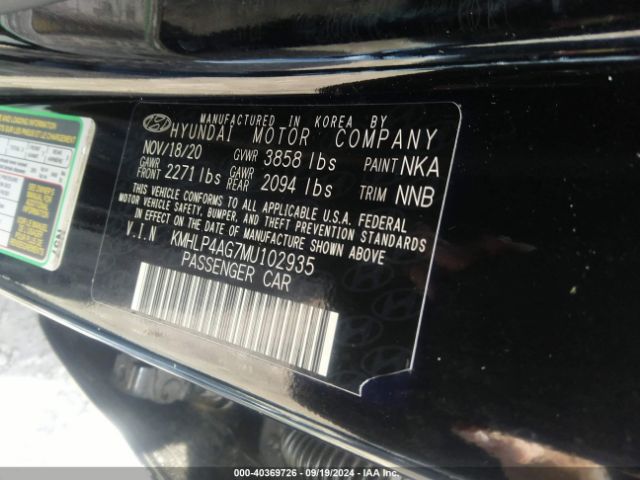 MANUFACTURED IN KOREA BY
HYUNDAI MOTOR COMPANY
NOV/18/20 GVWR 3858 lbs PAINT NKA
GAWR FRONT 2271 lbs GAWR REAR 2094 lbs TRIM NNB
THIS VEHICLE CONFORMS TO ALL APPLICABLE U.S.A. FEDERAL
MOTOR VEHICLE SAFETY, BUMPER, AND THEFT PREVENTION STANDARDS
IN EFFECT ON THE DATE OF MANUFACTURE SHOWN ABOVE.
V.I.N KMHLP4AG7MU102935
PASSENGER CAR
AND LOADING INFORMATION
000-40369726 - 09/19/2024 - IAA Inc.